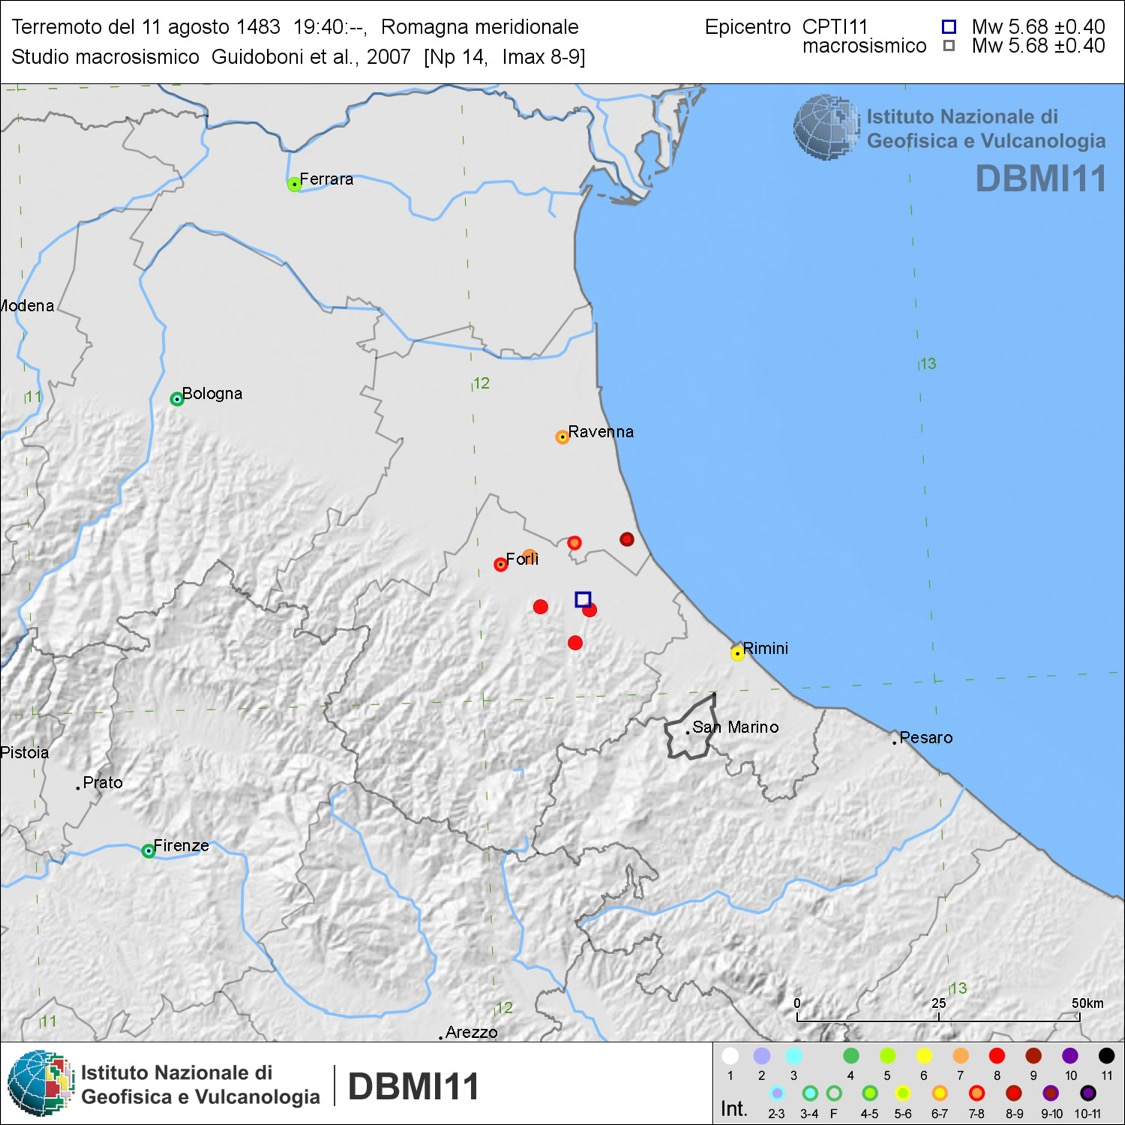 Terremoto del 11 agosto 1483 19:40:--, Romagna meridionale
Studio macrosismico Guidoboni et al., 2007 [Np 14, Imax 8-9]
Epicentro CPTI11 Mw 5.68 ±0.40
macrosismico Mw 5.68 ±0.40
Istituto Nazionale di
Geofisica e Vulcanologia
DBMI11
Ferrara
Modena
13
12
11
Bologna
Ravenna
Forlì
Rimini
San Marino
Pesaro
Pistoia
Prato
Firenze
13
12
11
0 25 50km
Arezzo
Istituto Nazionale di
Geofisica e Vulcanologia
DBMI11
1 2 3 4 5 6 7 8 9 10 11
Int. 2-3 3-4 F 4-5 5-6 6-7 7-8 8-9 9-10 10-11